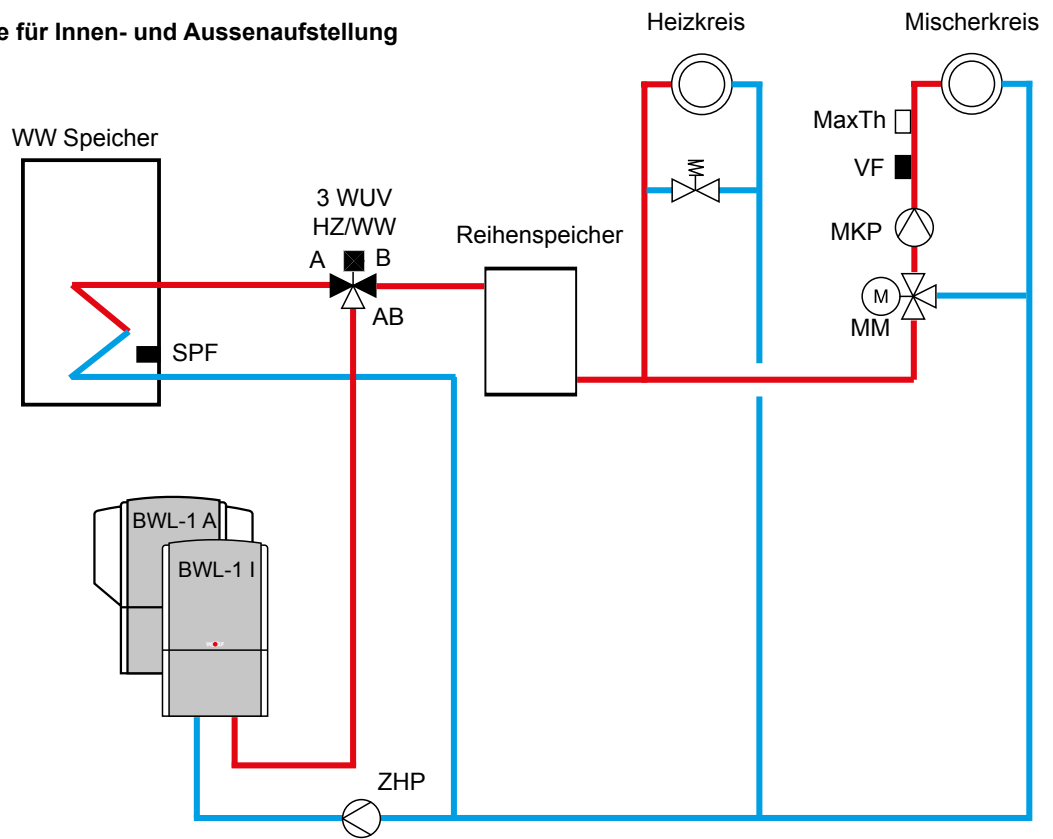 e für Innen- und Aussenaufstellung
Heizkreis
Mischerkreis
WW Speicher
MaxTh
VF
3 WUV
HZ/WW
A
B
Reihenspeicher
MKP
M
AB
MM
SPF
BWL-1 A
BWL-1 I
ZHP